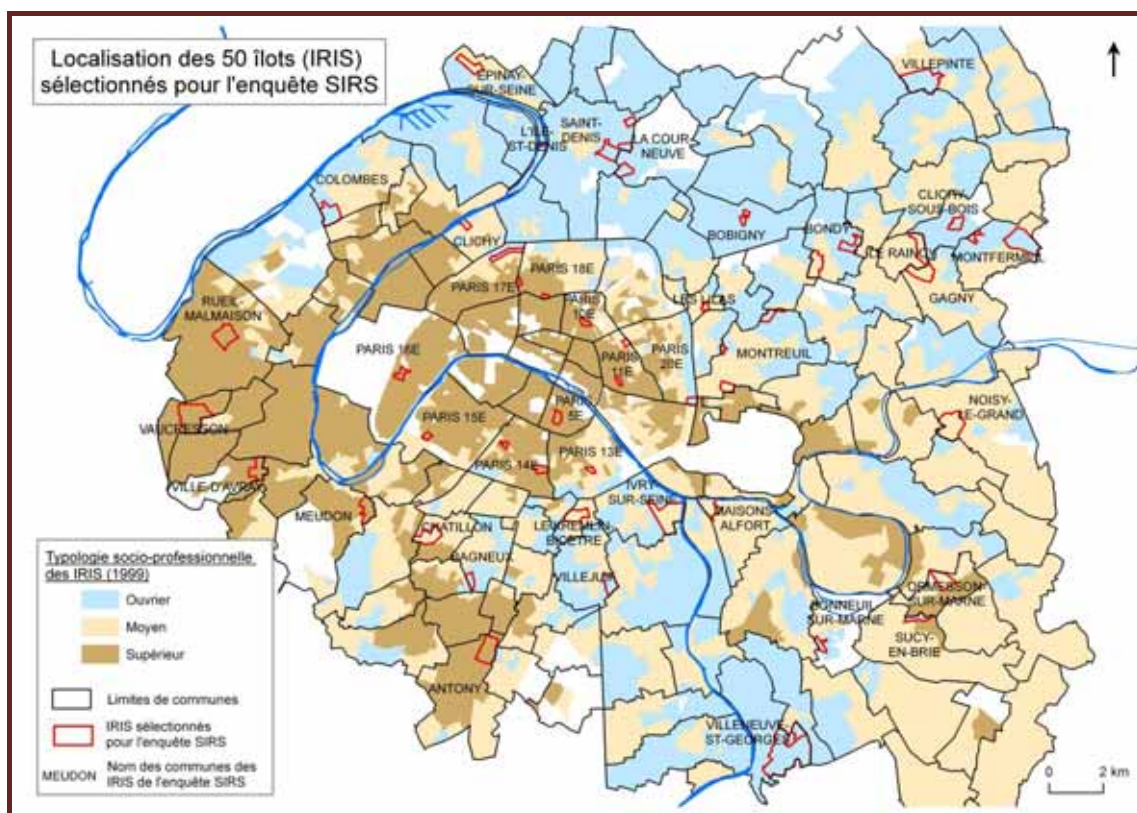 Localisation des 50 îlots (IRIS)
sélectionnés pour l'enquête SIRS
VILLEPINTE
ÉPINAY-
SUR-SEINE
SAINT-
DENIS
L'ILE-
ST-DENIS
LA COUR-
NEUVE
COLOMBES
CLICHY-
SOUS-BOIS
CLICHY
BOBIGNY
BONDY
LE RAINCY
MONTFERMEIL
PARIS 18E
PARIS 17E
PARIS
10E
LES LILAS
GAGNY
RUEIL-
MALMAISON
PARIS 16E
PARIS
11E
PARIS
20E
MONTREUIL
PARIS
5E
NOISY-
LE-GRAND
VAUCRESSON
PARIS 15E
PARIS 14E
PARIS 13E
VILLE-D'AVRAY
IVRY-
SUR-SEINE
MEUDON
CHATILLON
LE KREMLIN-
BICETRE
MAISONS-
ALFORT
BAGNEUX
VILLEJUIF
ORMESSON-
SUR-MARNE
BONNEUIL-
SUR-MARNE
SUCY-
EN-BRIE
ANTONY
VILLENEUVE-
ST-GEORGES
Typologie socio-professionnelle
des IRIS (1999)
Ouvrier
Moyen
Supérieur
Limites de communes
IRIS sélectionnés
pour l'enquête SIRS
MEUDON
Nom des communes des
IRIS de l'enquête SIRS
0 2 km